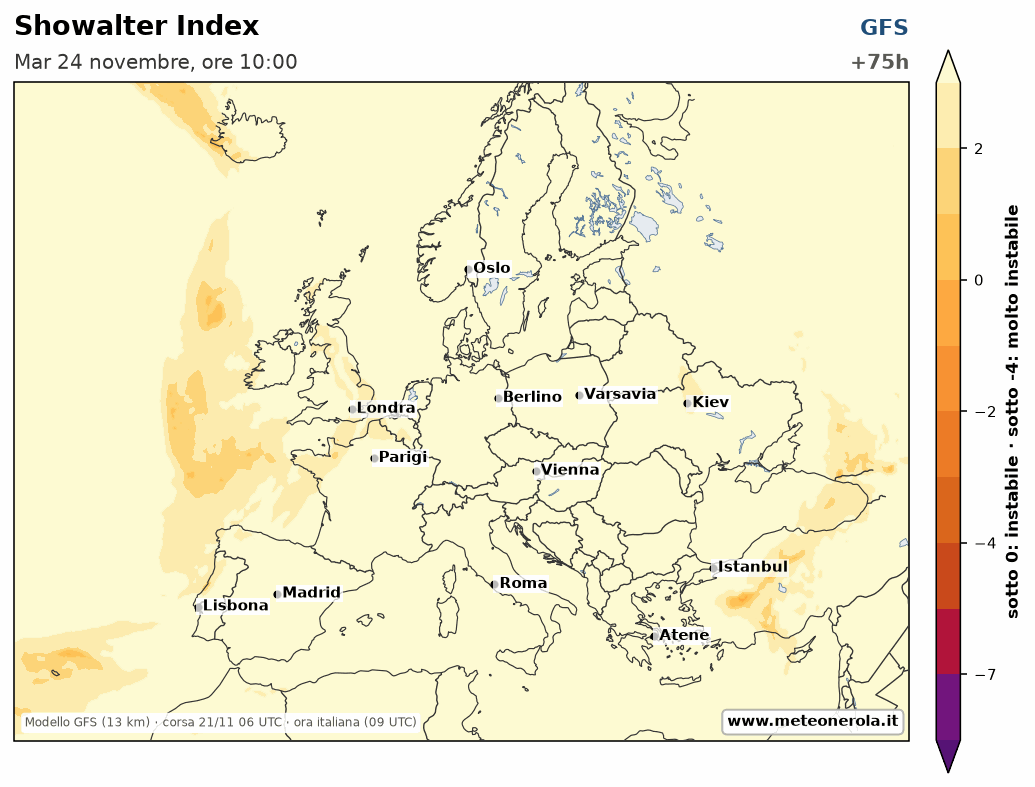 Showalter Index
GFS
Mar 24 novembre, ore 10:00
+75h
Oslo
Londra
Berlino
Varsavia
Kiev
Parigi
Vienna
Istanbul
Roma
Madrid
Lisbona
Atene
Modello GFS (13 km) · corsa 21/11 06 UTC · ora italiana (09 UTC)
www.meteonerola.it
2
0
−2
−4
−7
sotto 0: instabile · sotto -4: molto instabile